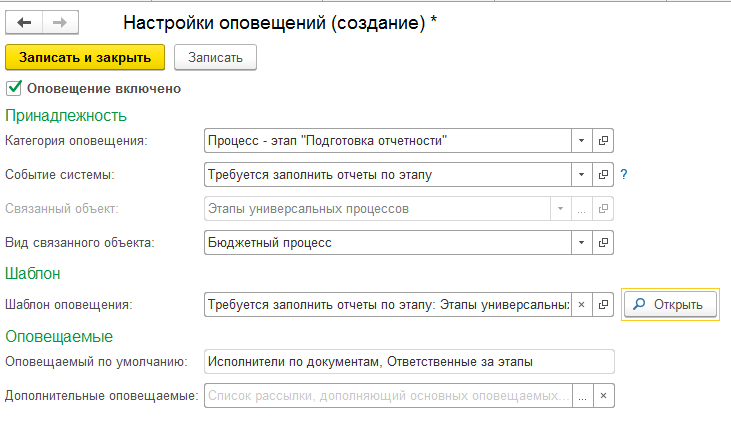 Настройки оповещений (создание) *
Записать и закрыть Записать
Оповещение включено
Принадлежность
Категория оповещения: Процесс - этап "Подготовка отчетности"
Событие системы: Требуется заполнить отчеты по этапу ?
Связанный объект: Этапы универсальных процессов ...
Вид связанного объекта: Бюджетный процесс
Шаблон
Шаблон оповещения: Требуется заполнить отчеты по этапу: Этапы универсальных × Открыть
Оповещаемые
Оповещаемый по умолчанию: Исполнители по документам, Ответственные за этапы
Дополнительные оповещаемые: Список рассылки, дополняющий основных оповещаемых... ... ×